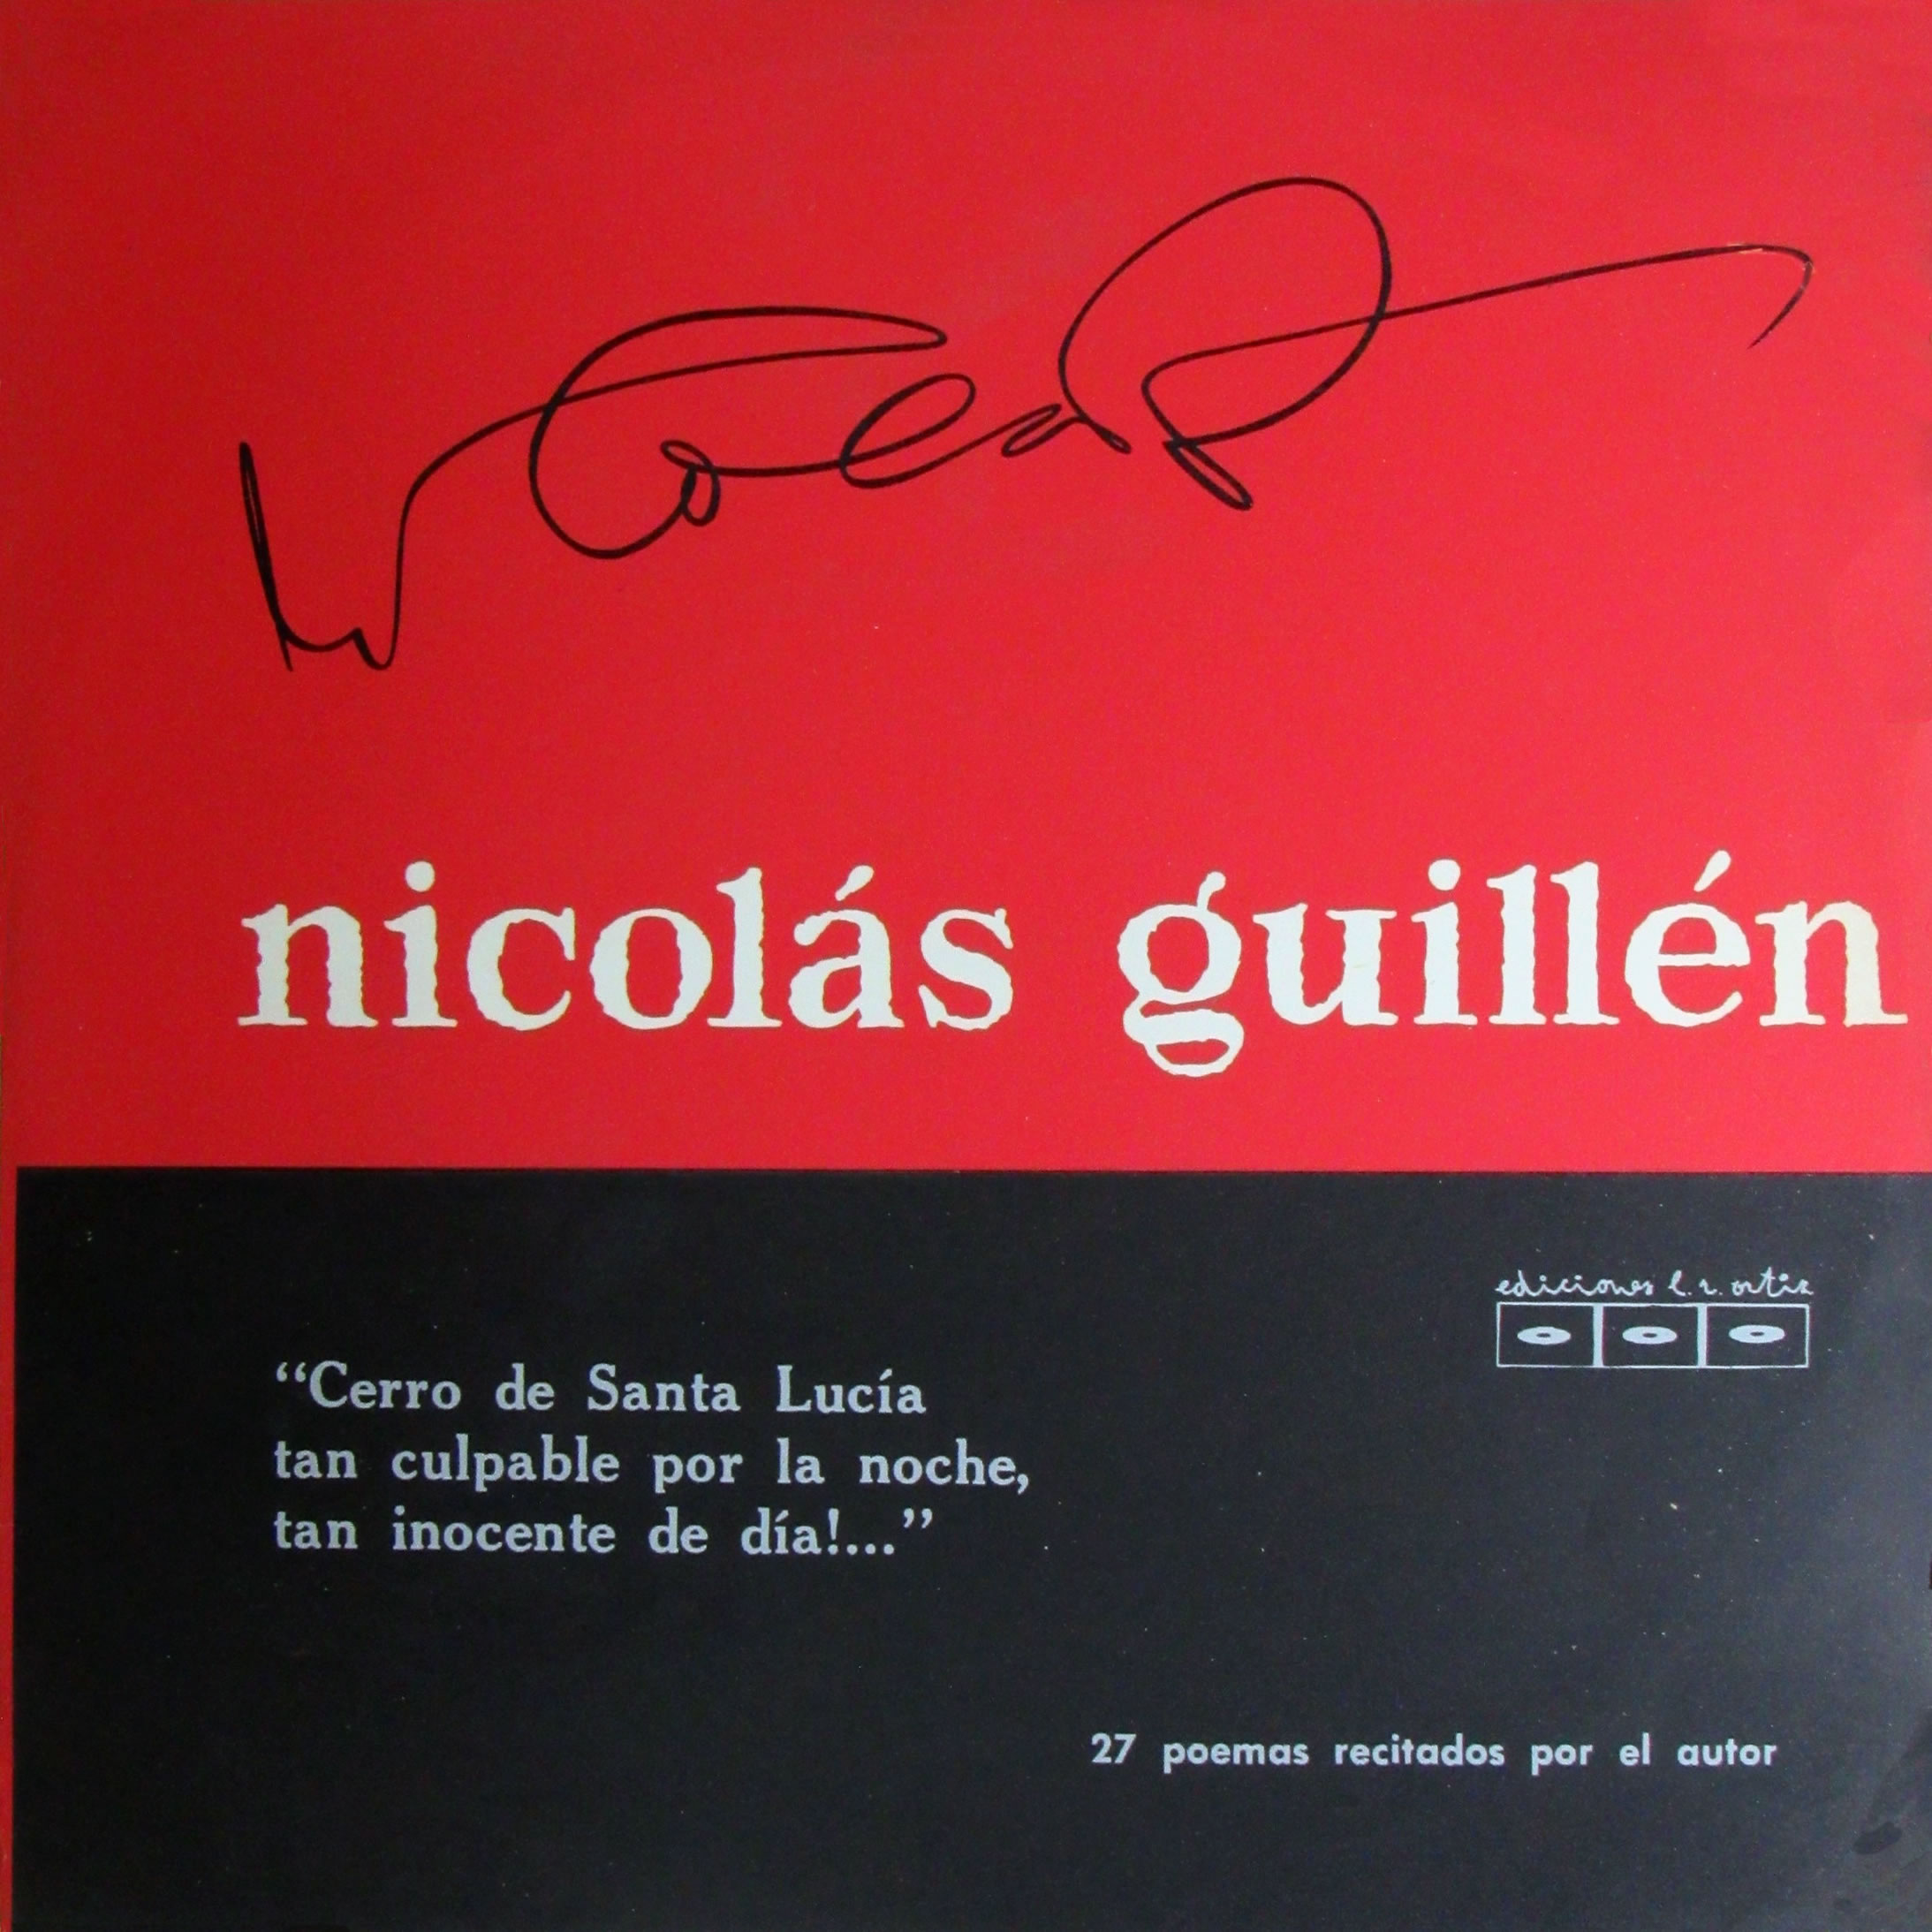 nicolás guillén
ediciones l. r. ortiz
“Cerro de Santa Lucía
tan culpable por la noche,
tan inocente de día!...”
27 poemas recitados por el autor